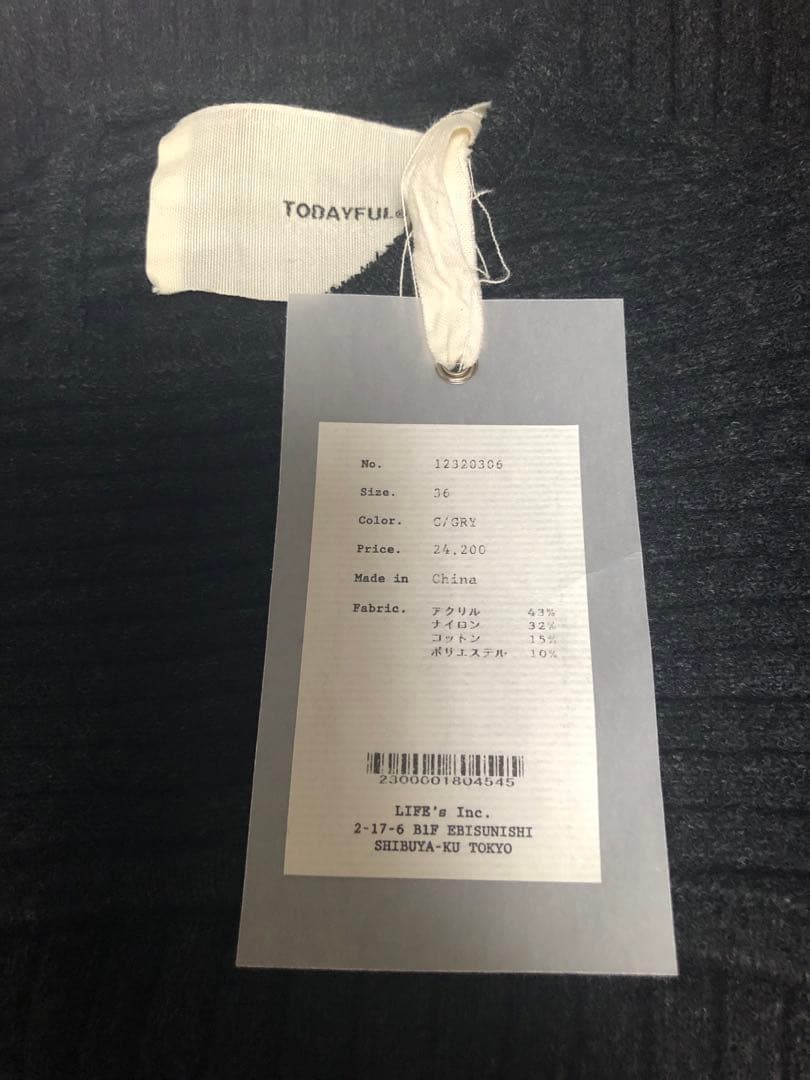 TODAYFUL®
No. 12320306
Size. 36
Color. C/GRY
Price. 24,200
Made in China
Fabric. アクリル 43%
ナイロン 32%
コットン 15%
ポリエステル 10%
2300001804545
LIFE's Inc.
2-17-6 B1F EBISUNISHI
SHIBUYA-KU TOKYO